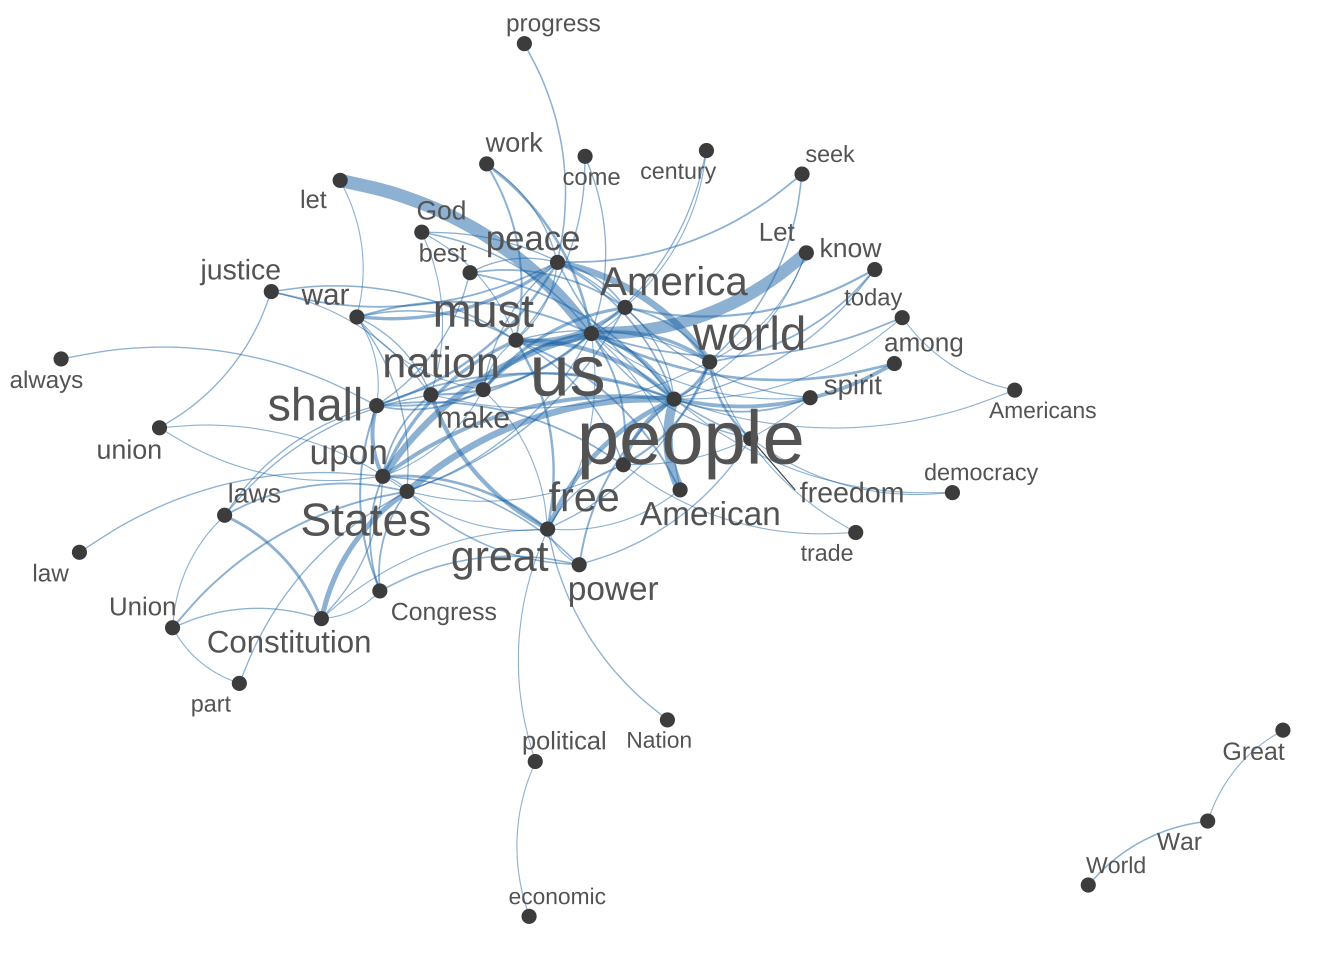 progress
work
come
century
seek
let
God
Let
best
peace
know
justice
war
America
today
must
world
among
nation
us
spirit
always
shall
make
Americans
union
upon
people
laws
free
freedom
democracy
States
American
great
trade
law
power
Union
Congress
Constitution
part
political
Nation
Great
War
World
economic